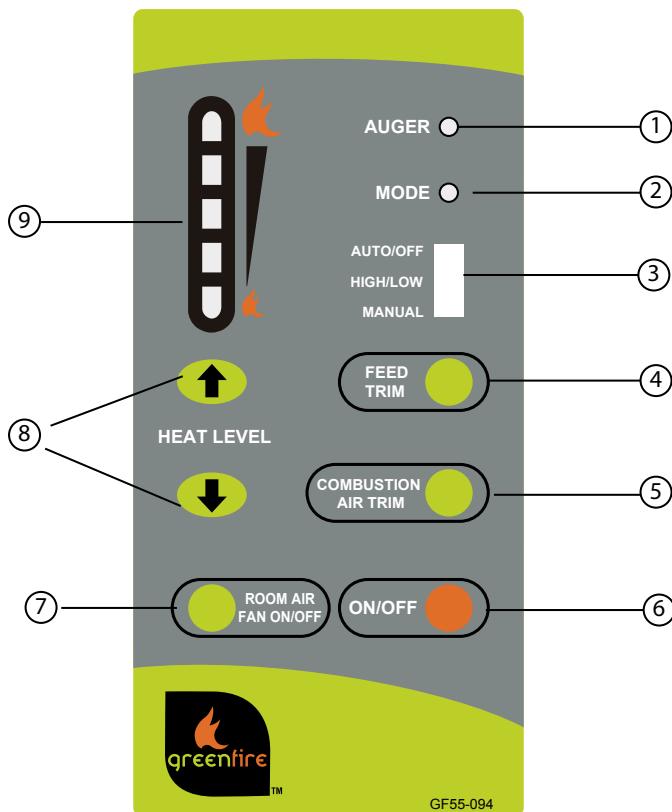 AUGER
1
MODE
2
9
AUTO/OFF
HIGH/LOW
MANUAL
3
FEED
TRIM
4
8
HEAT LEVEL
COMBUSTION
AIR TRIM
5
7
ROOM AIR
FAN ON/OFF
ON/OFF
6
greenfire
TM
GF55-094